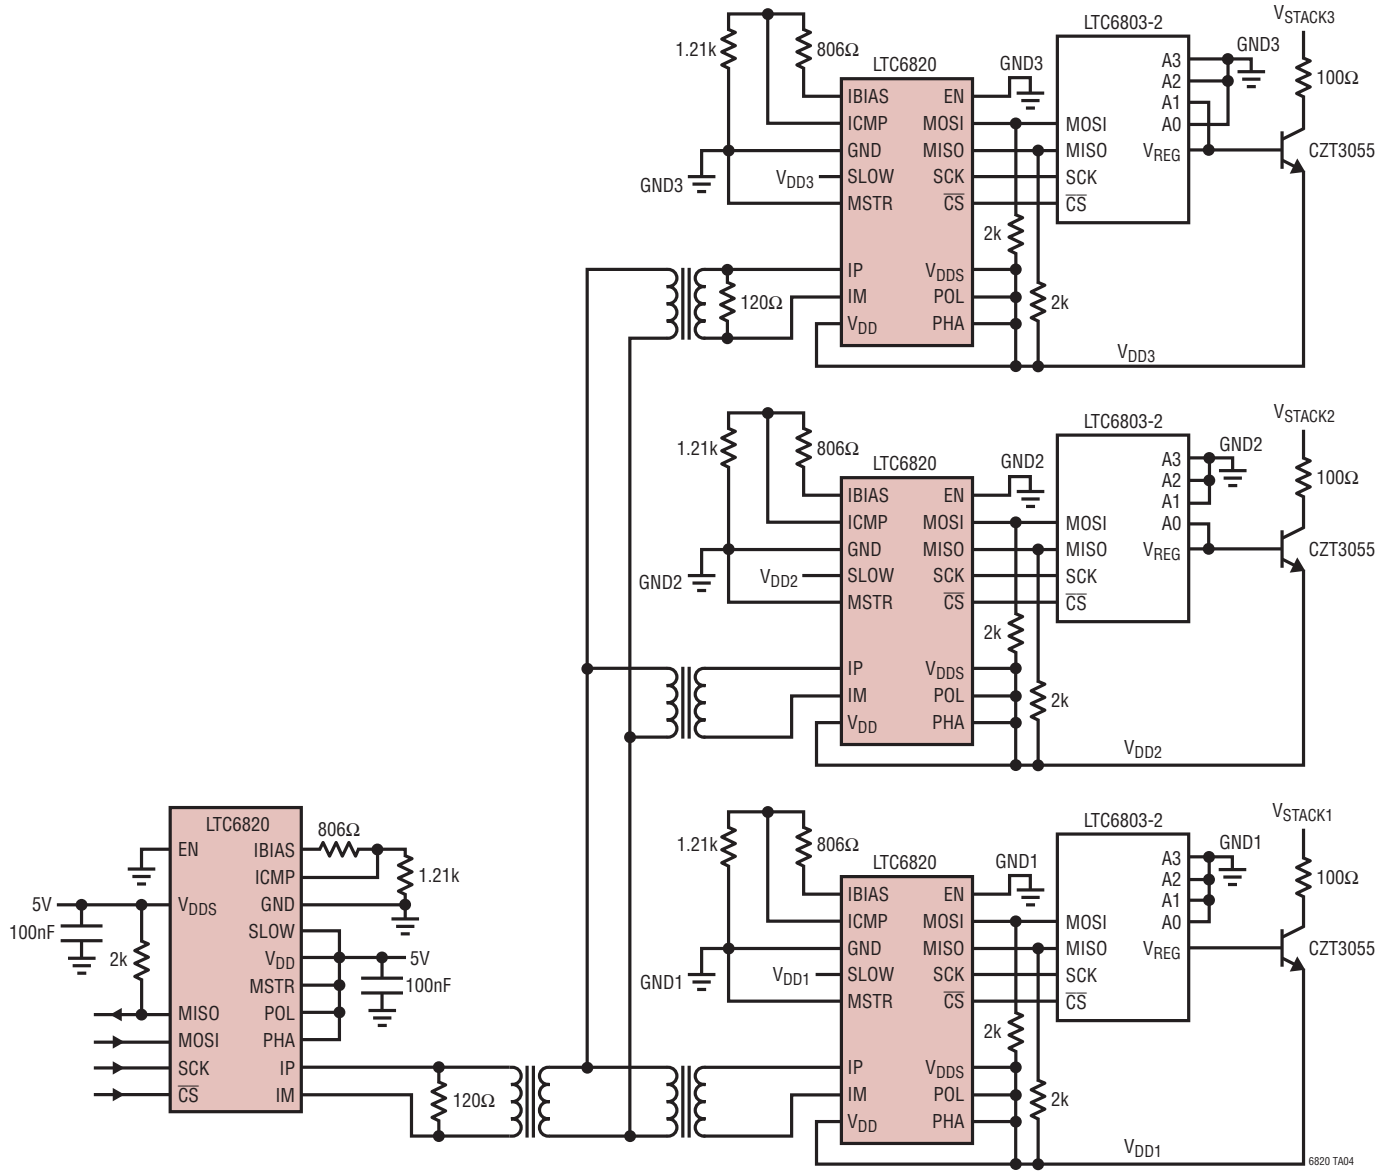 LTC6803-2
VSTACK3
1.21k
806Ω
LTC6820
GND3
A3
GND3
A2
100Ω
IBIAS
EN
A1
ICMP
MOSI
MOSI
A0
GND
MISO
MISO
VREG
CZT3055
GND3
VDD3
SLOW
SCK
SCK
MSTR
CS
CS
2k
IP
VDDS
120Ω
IM
POL
2k
VDD
PHA
VDD3
LTC6803-2
VSTACK2
1.21k
806Ω
LTC6820
GND2
A3
GND2
A2
100Ω
IBIAS
EN
A1
ICMP
MOSI
MOSI
A0
GND
MISO
MISO
VREG
CZT3055
GND2
VDD2
SLOW
SCK
SCK
MSTR
CS
CS
2k
IP
VDDS
IM
POL
2k
VDD
PHA
VDD2
LTC6803-2
VSTACK1
1.21k
806Ω
LTC6820
GND1
A3
GND1
A2
100Ω
IBIAS
EN
A1
ICMP
MOSI
MOSI
A0
GND
MISO
MISO
VREG
CZT3055
GND1
VDD1
SLOW
SCK
SCK
MSTR
CS
CS
2k
IP
VDDS
IM
POL
2k
VDD
PHA
VDD1
LTC6820
806Ω
EN
IBIAS
ICMP
1.21k
5V
VDDS
GND
100nF
SLOW
2k
VDD
5V
MSTR
100nF
MISO
POL
MOSI
PHA
SCK
IP
CS
IM
120Ω
6820 TA04